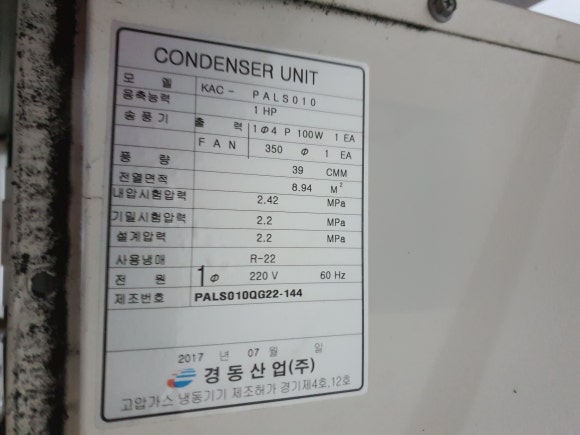 CONDENSER UNIT
모 델 KAC - PALS010
응축능력 1 HP
송풍기 출 력 1Φ4 P 100W 1 EA
FAN 350 Φ 1 EA
풍 량 39 CMM
전열면적 8.94 M²
내압시험압력 2.42 MPa
기밀시험압력 2.2 MPa
설계압력 2.2 MPa
사용냉매 R-22
전 원 1Φ 220 V 60 Hz
제조번호 PALS010QG22-144
2017 년 07 월 일
경동산업(주)
고압가스 냉동기기 제조허가 경기제4호.12호